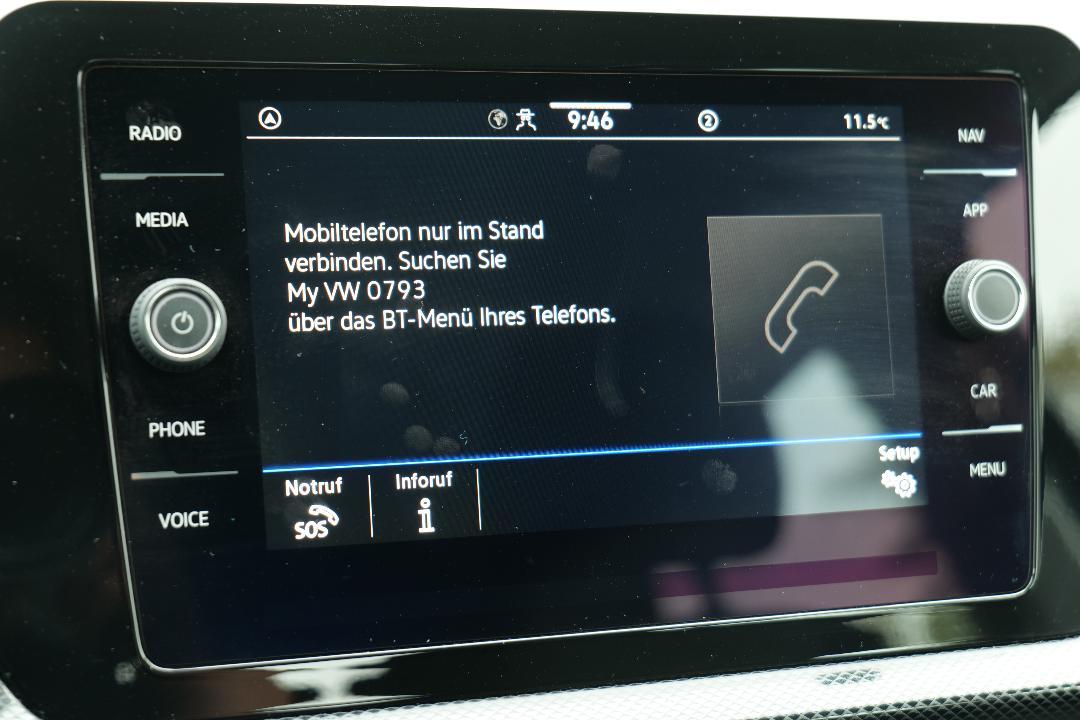 RADIO
MEDIA
PHONE
VOICE
9:46
2
11.5°C
Mobiltelefon nur im Stand
verbinden. Suchen Sie
My VW 0793
über das BT-Menü Ihres Telefons.
Notruf
SOS
Inforuf
i
Setup
NAV
APP
CAR
MENU